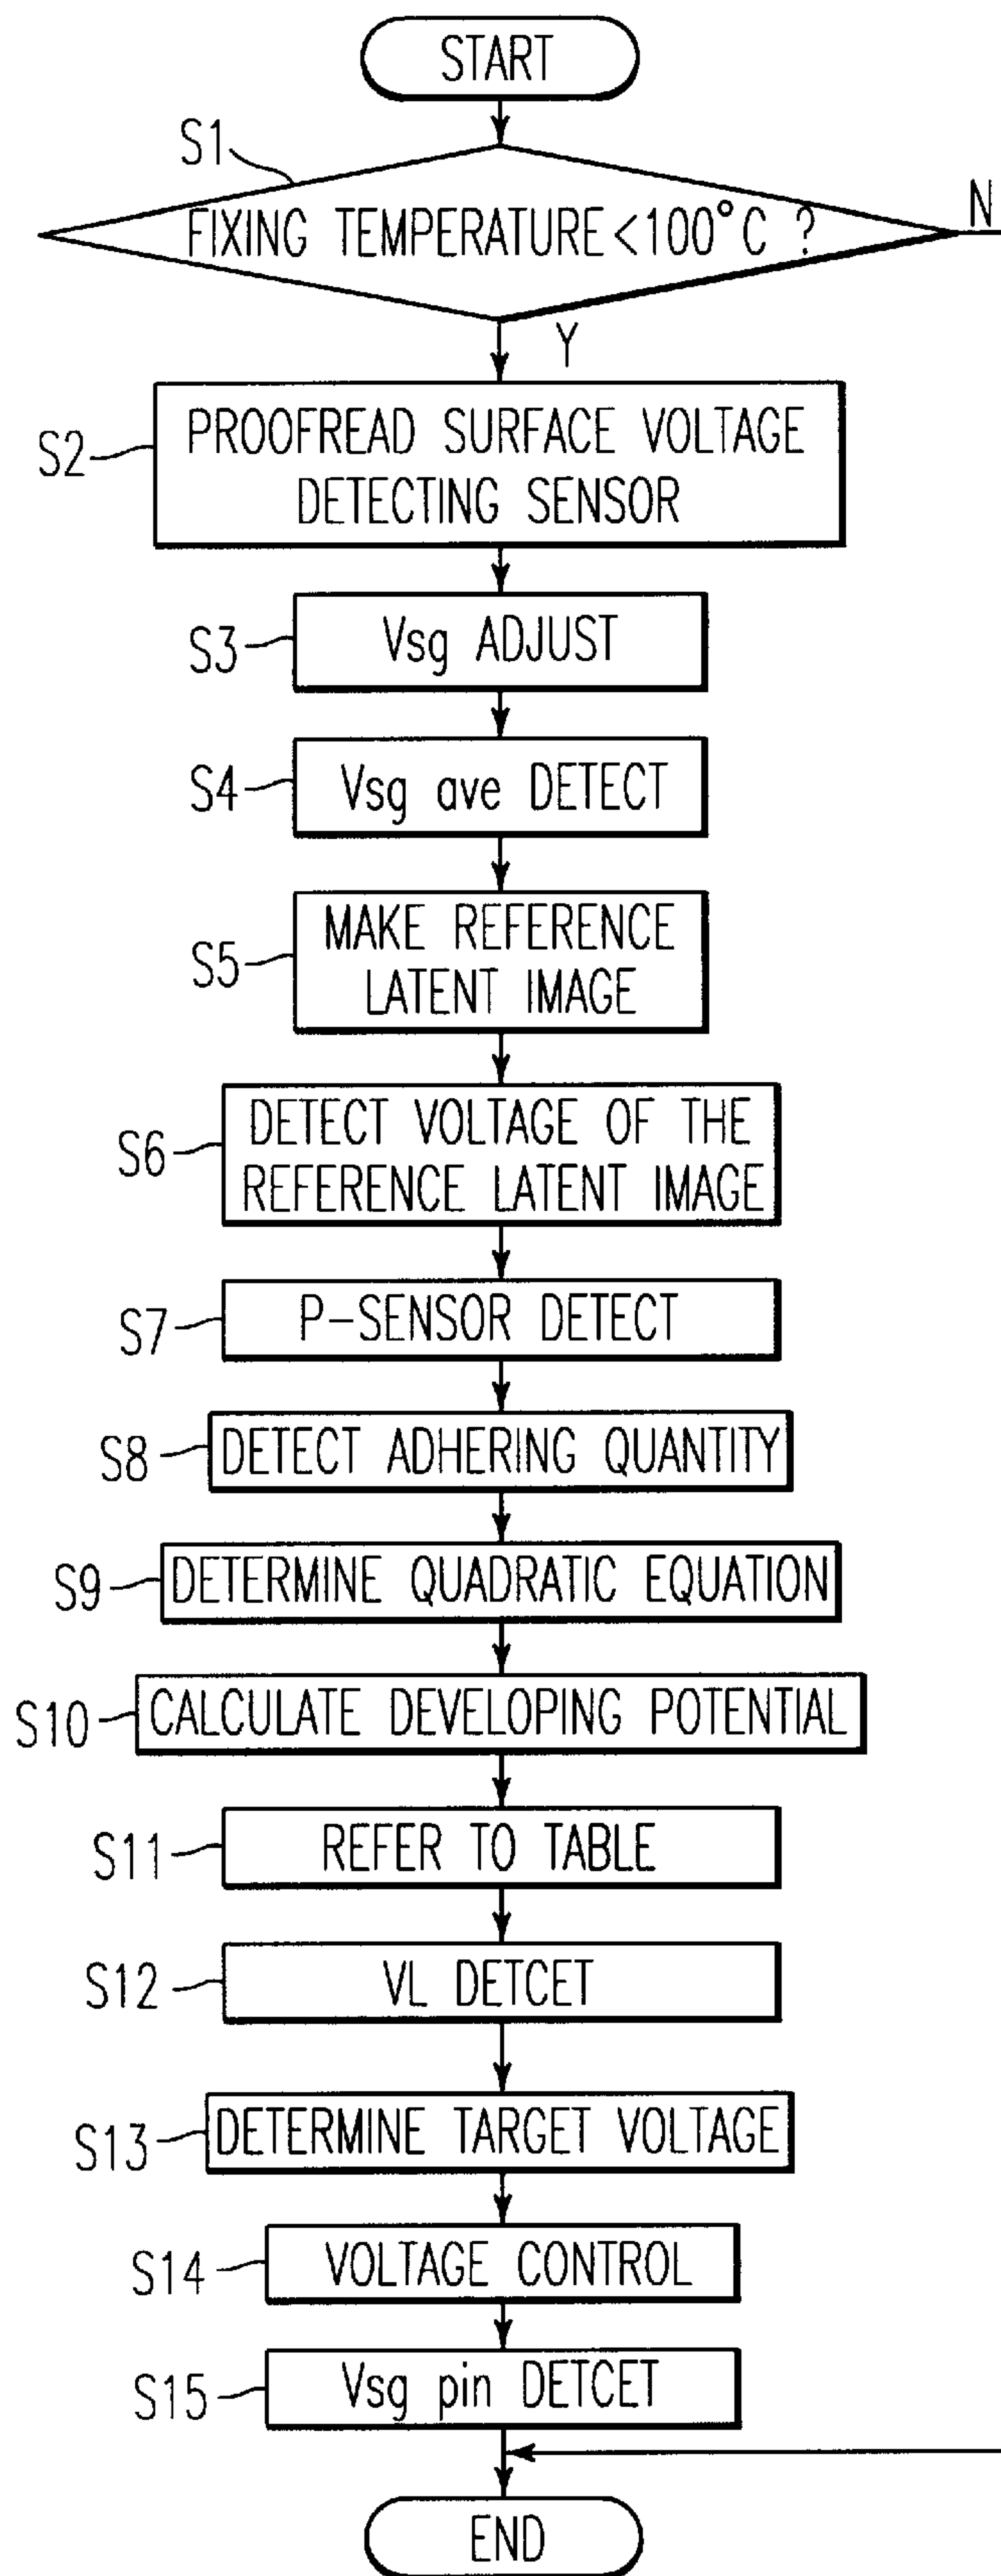 START
S1
FIXING TEMPERATURE<100°C ?
N
Y
S2
PROOFREAD SURFACE VOLTAGE
DETECTING SENSOR
S3
Vsg ADJUST
S4
Vsg ave DETECT
S5
MAKE REFERENCE
LATENT IMAGE
S6
DETECT VOLTAGE OF THE
REFERENCE LATENT IMAGE
S7
P-SENSOR DETECT
S8
DETECT ADHERING QUANTITY
S9
DETERMINE QUADRATIC EQUATION
S10
CALCULATE DEVELOPING POTENTIAL
S11
REFER TO TABLE
S12
VL DETCET
S13
DETERMINE TARGET VOLTAGE
S14
VOLTAGE CONTROL
S15
Vsg pin DETCET
END